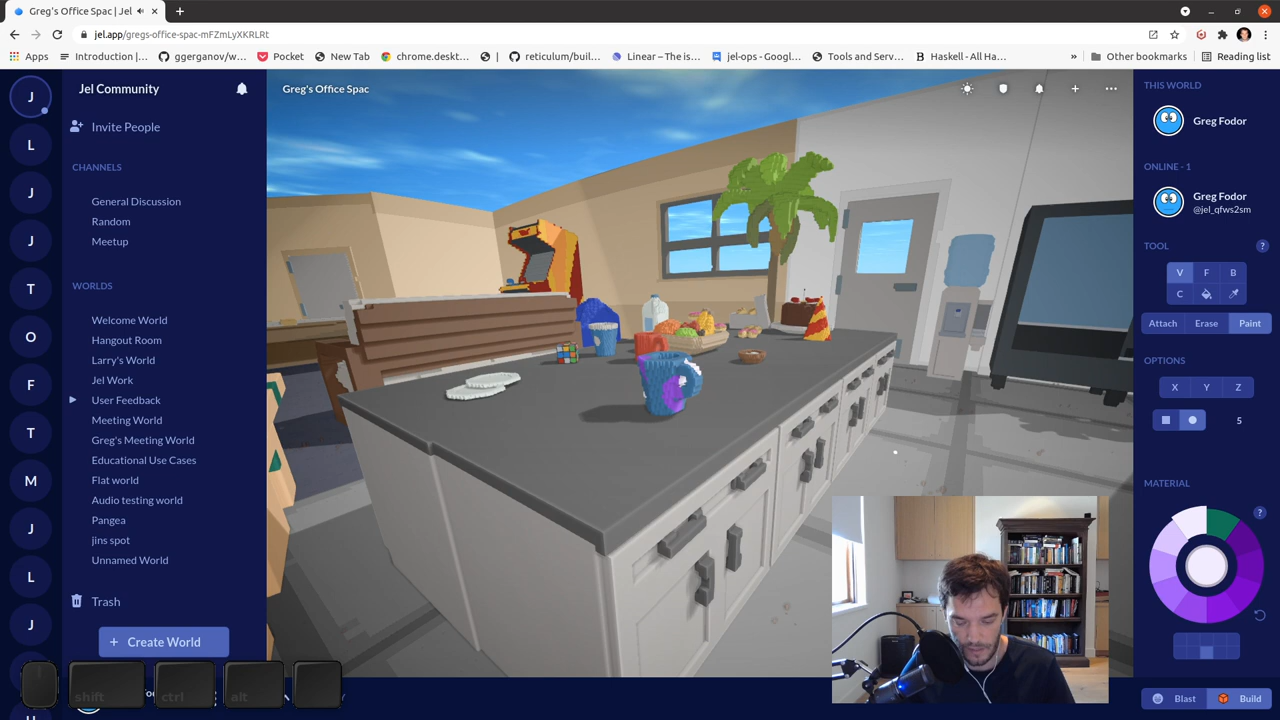 Greg's Office Spac | Jel
jel.app/gregs-office-spac-mFZmLyXKRLRt
Apps
Introduction |…
ggerganov/w…
Pocket
New Tab
chrome.deskt…
|
reticulum/buil…
Linear – The is…
jel-ops - Googl…
Tools and Serv…
Haskell - All Ha…
»
Other bookmarks
Reading list
J
L
J
J
T
O
F
T
M
J
L
J
Jel Community
Invite People
CHANNELS
General Discussion
Random
Meetup
WORLDS
Welcome World
Hangout Room
Larry's World
Jel Work
User Feedback
Meeting World
Greg's Meeting World
Educational Use Cases
Flat world
Audio testing world
Pangea
jins spot
Unnamed World
Trash
+ Create World
shift
ctrl
alt
Greg's Office Spac
THIS WORLD
Greg Fodor
ONLINE - 1
Greg Fodor
@jel_qfws2sm
TOOL
?
V F B
C
Attach Erase Paint
OPTIONS
X Y Z
5
MATERIAL
?
Blast
Build